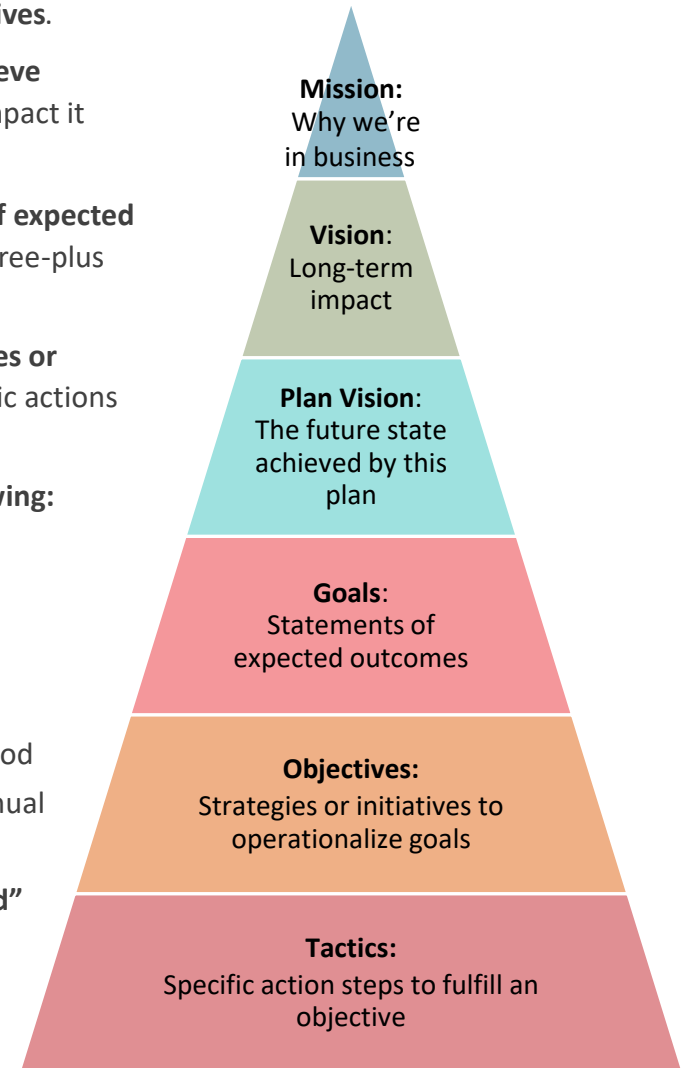 ives.
eve
npact it
f expected
ree-plus
es or
ic actions
ving:
od
nual
d”
Mission:
Why we’re
in business
Vision:
Long-term
impact
Plan Vision:
The future state
achieved by this
plan
Goals:
Statements of
expected outcomes
Objectives:
Strategies or initiatives to
operationalize goals
Tactics:
Specific action steps to fulfill an
objective